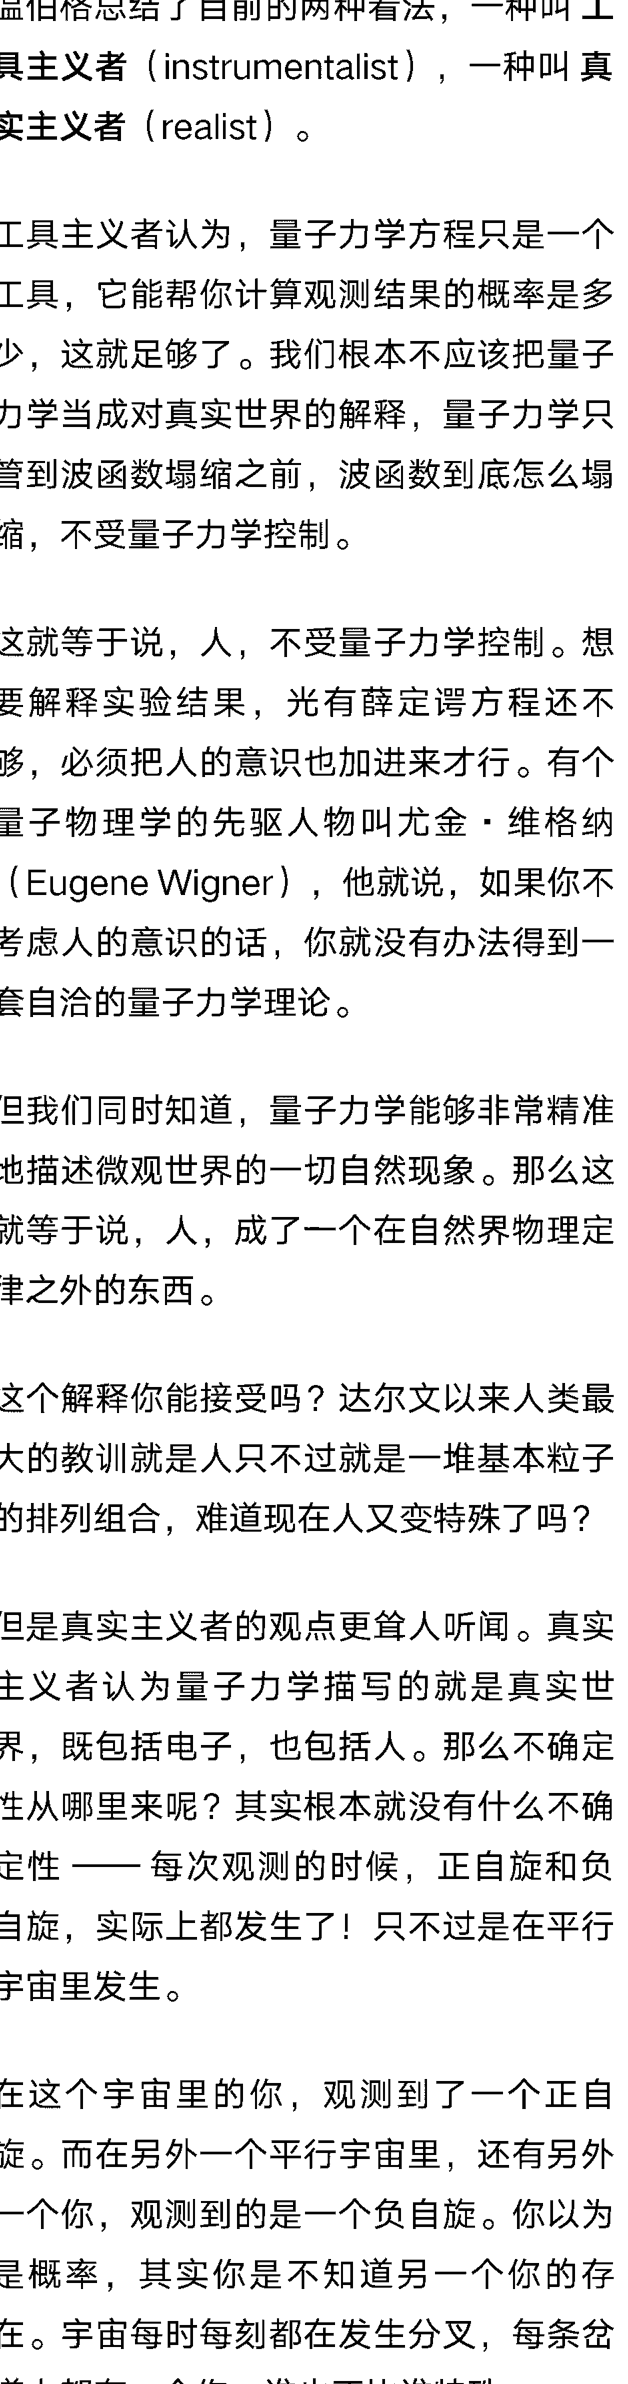 温伯格总结了目前的两种看法，一种叫 工
具主义者（instrumentalist），一种叫 真
实主义者（realist）。
工具主义者认为，量子力学方程只是一个
工具，它能帮你计算观测结果的概率是多
少，这就足够了。我们根本不应该把量子
力学当成对真实世界的解释，量子力学只
管到波函数塌缩之前，波函数到底怎么塌
缩，不受量子力学控制。
这就等于说，人，不受量子力学控制。想
要解释实验结果，光有薛定谔方程还不
够，必须把人的意识也加进来才行。有个
量子物理学的先驱人物叫尤金·维格纳
（Eugene Wigner），他就说，如果你不
考虑人的意识的话，你就没有办法得到一
套自洽的量子力学理论。
但我们同时知道，量子力学能够非常精准
地描述微观世界的一切自然现象。那么这
就等于说，人，成了一个在自然界物理定
律之外的东西。
这个解释你能接受吗？达尔文以来人类最
大的教训就是人只不过就是一堆基本粒子
的排列组合，难道现在人又变特殊了吗？
但是真实主义者的观点更耸人听闻。真实
主义者认为量子力学描写的就是真实世
界，既包括电子，也包括人。那么不确定
性从哪里来呢？其实根本就没有什么不确
定性 —— 每次观测的时候，正自旋和负
自旋，实际上都发生了！只不过是在平行
宇宙里发生。
在这个宇宙里的你，观测到了一个正自
旋。而在另外一个平行宇宙里，还有另外
一个你，观测到的是一个负自旋。你以为
是概率，其实你是不知道另一个你的存
在。宇宙每时每刻都在发生分叉，每条岔